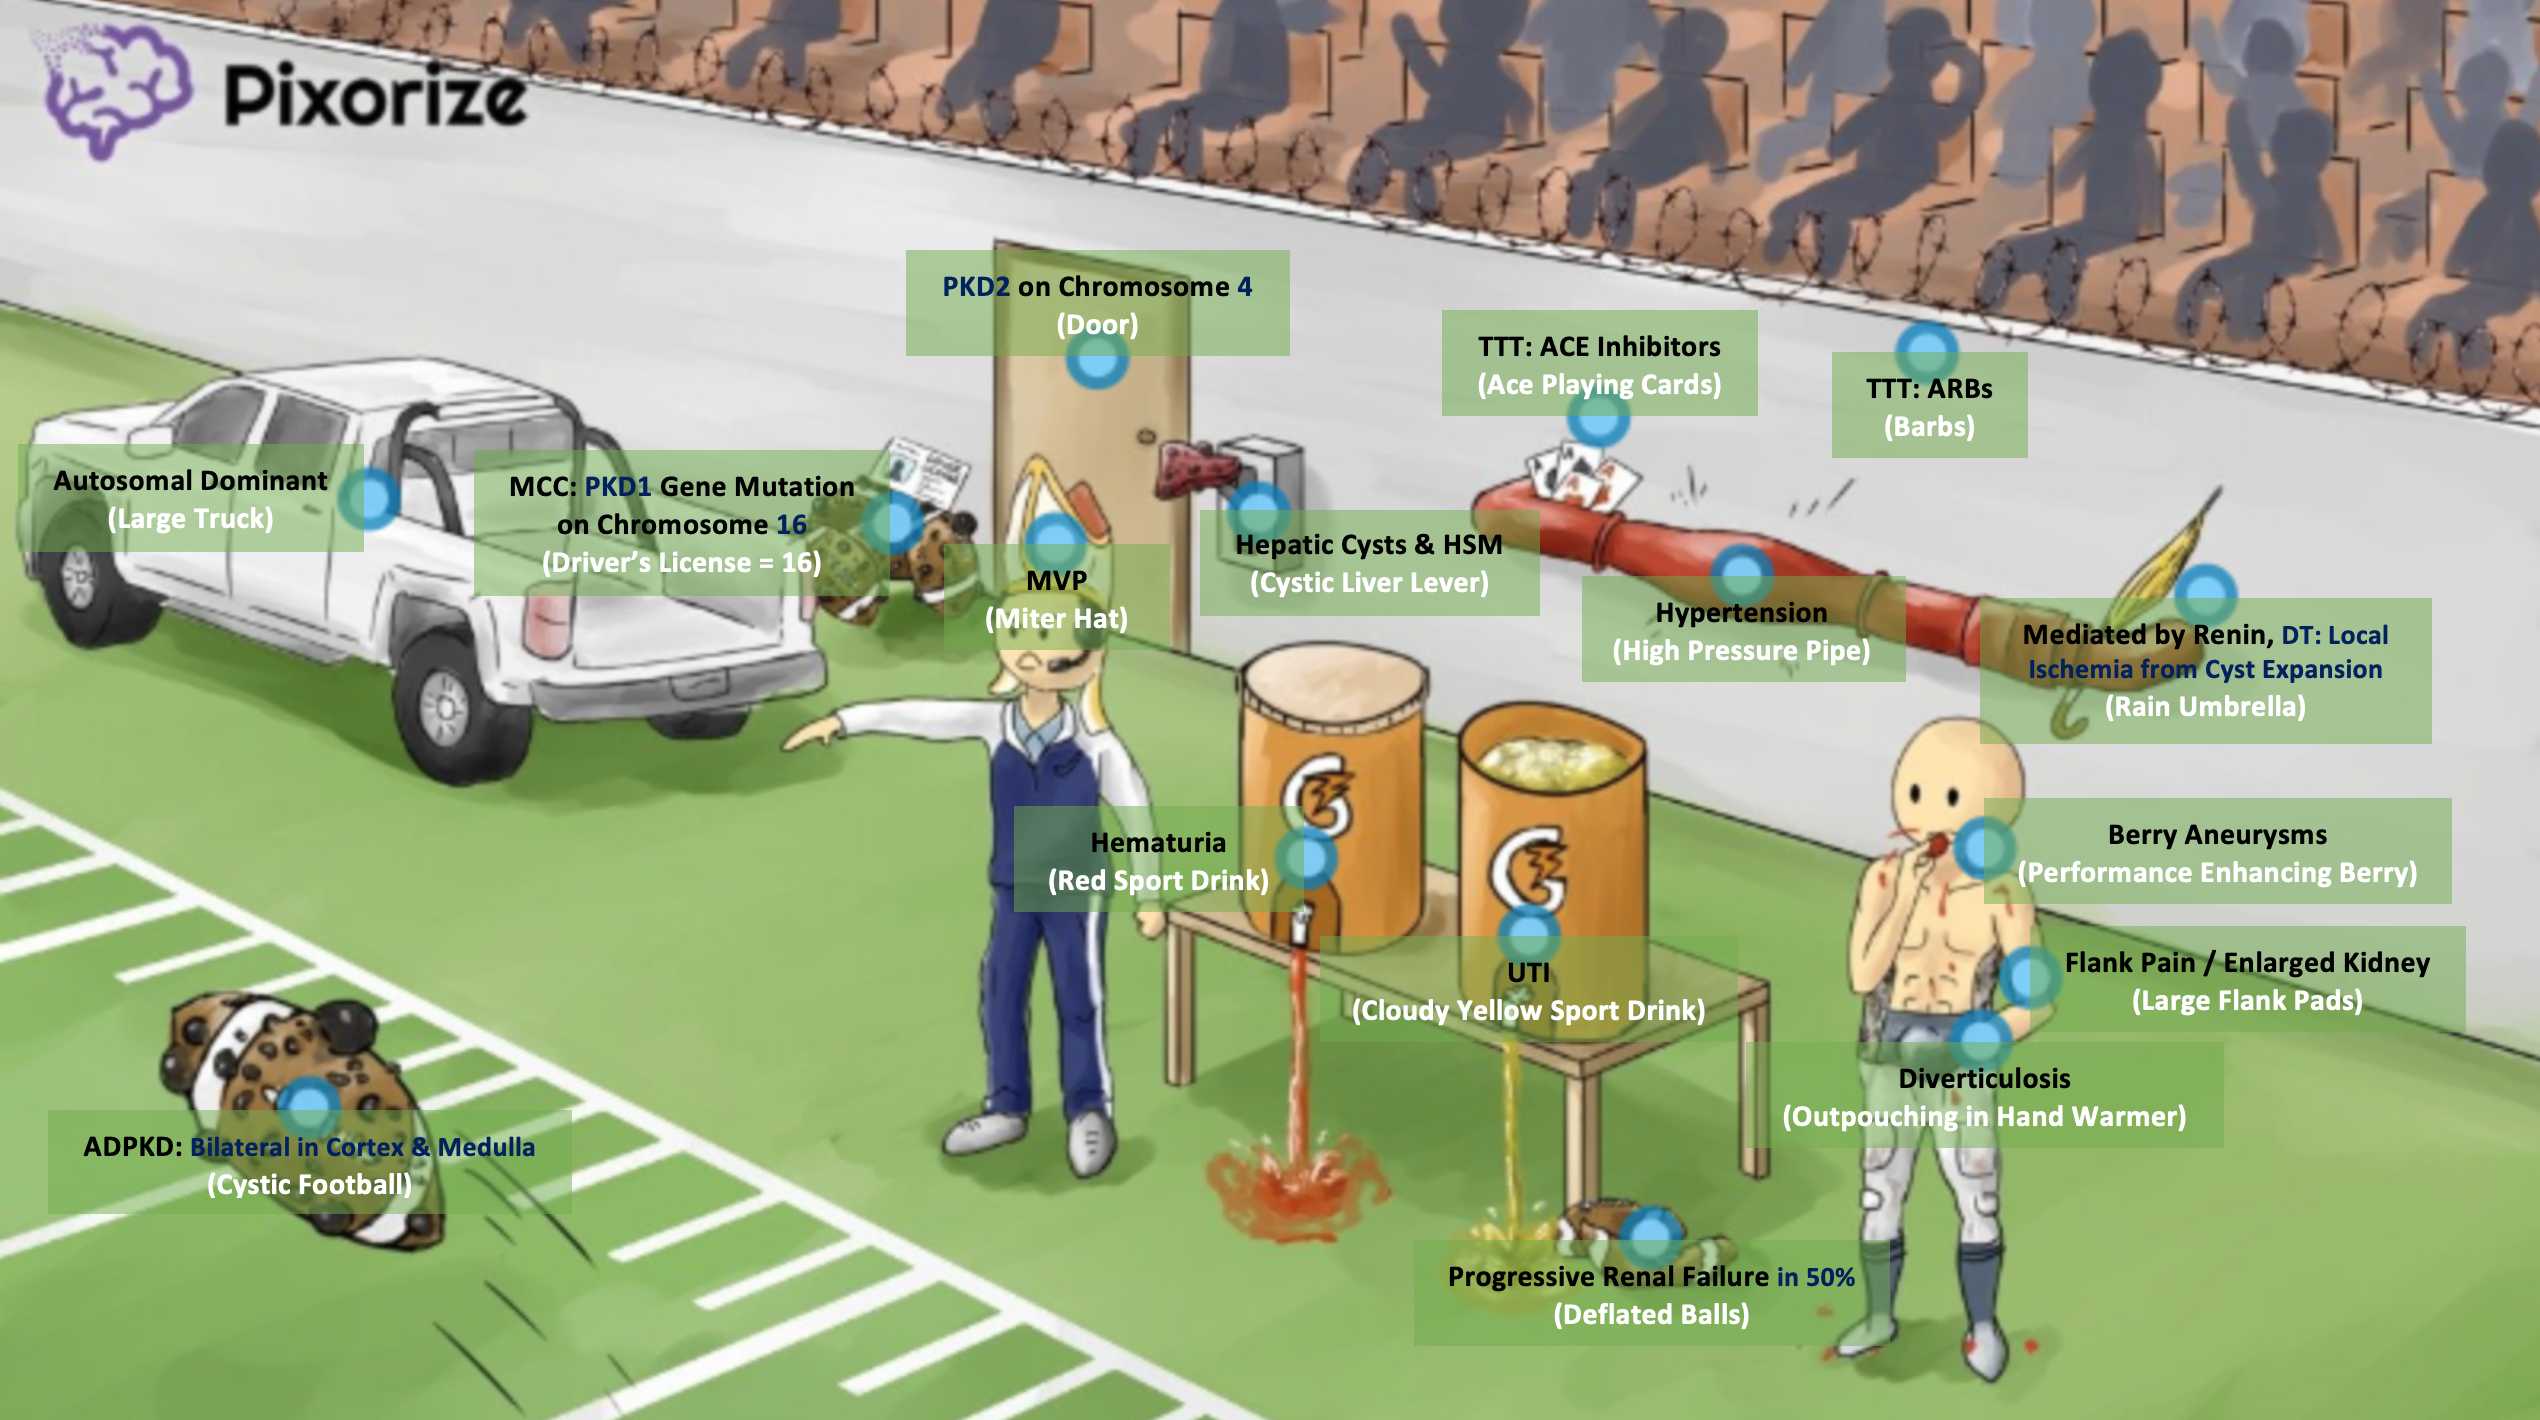 Pixorize
PKD2 on Chromosome 4
(Door)
TTT: ACE Inhibitors
(Ace Playing Cards)
TTT: ARBs
(Barbs)
Autosomal Dominant
(Large Truck)
MCC: PKD1 Gene Mutation
on Chromosome 16
(Driver's License = 16)
MVP
(Miter Hat)
Hepatic Cysts & HSM
(Cystic Liver Lever)
Hypertension
(High Pressure Pipe)
Mediated by Renin, DT: Local
Ischemia from Cyst Expansion
(Rain Umbrella)
Hematuria
(Red Sport Drink)
G
G
Berry Aneurysms
(Performance Enhancing Berry)
UTI
(Cloudy Yellow Sport Drink)
Flank Pain / Enlarged Kidney
(Large Flank Pads)
Diverticulosis
(Outpouching in Hand Warmer)
ADPKD: Bilateral in Cortex & Medulla
(Cystic Football)
Progressive Renal Failure in 50%
(Deflated Balls)